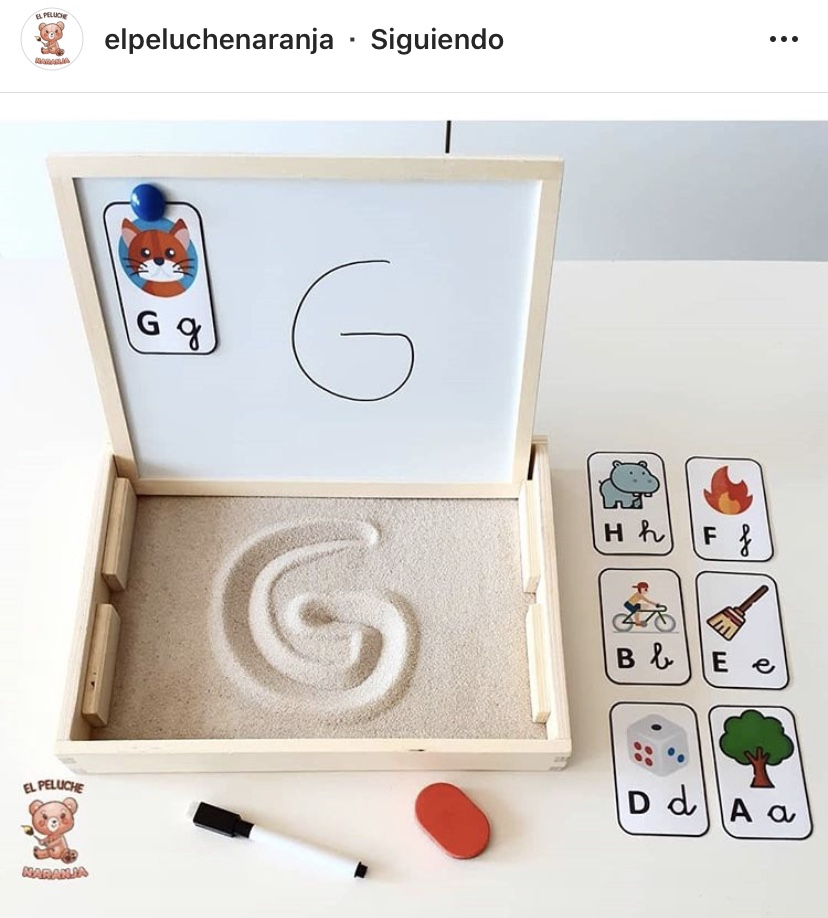 EL PELUCHE
NARANJA
elpeluchenaranja · Siguiendo
G g
G
G
H h
F f
B b
E e
D d
A a
EL PELUCHE
NARANJA